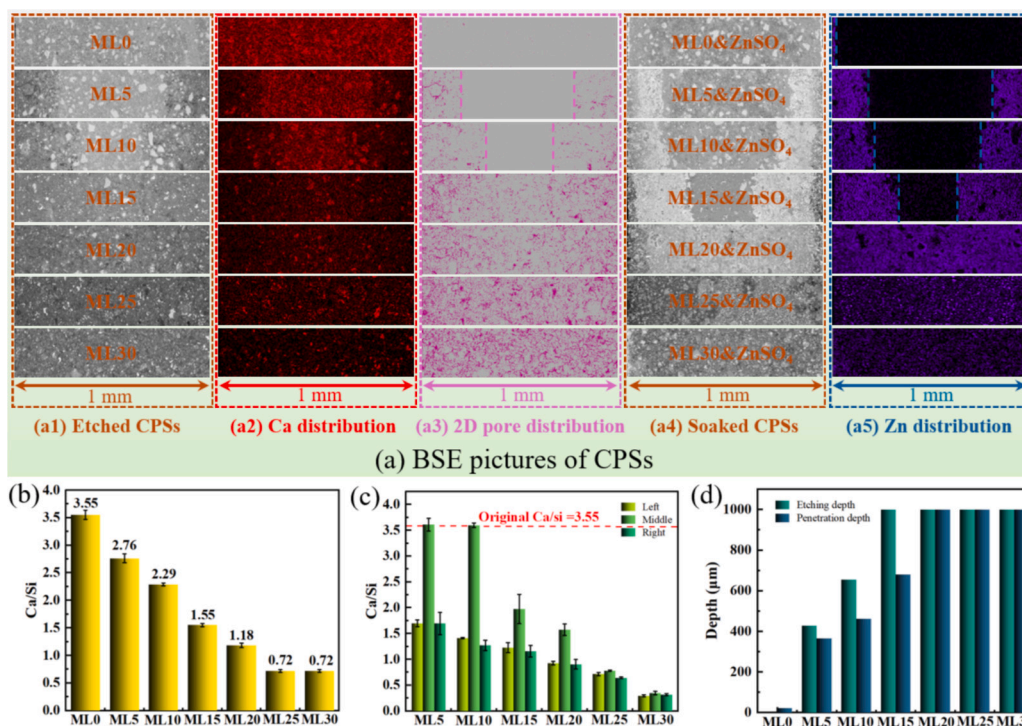 ML0
ML5
ML10
ML15
ML20
ML25
ML30
1 mm
(a1) Etched CPSs
1 mm
(a2) Ca distribution
1 mm
(a3) 2D pore distribution
ML0&ZnSO4
ML5&ZnSO4
ML10&ZnSO4
ML15&ZnSO4
ML20&ZnSO4
ML25&ZnSO4
ML30&ZnSO4
1 mm
(a4) Soaked CPSs
1 mm
(a5) Zn distribution
(a) BSE pictures of CPSs
(b)
Ca/Si
4.0
3.5
3.0
2.5
2.0
1.5
1.0
0.5
0.0
3.55
2.76
2.29
1.55
1.18
0.72
0.72
ML0 ML5 ML10 ML15 ML20 ML25 ML30
(c)
Ca/Si
4.0
3.5
3.0
2.5
2.0
1.5
1.0
0.5
0.0
Left
Middle
Right
Original Ca/si =3.55
ML5 ML10 ML15 ML20 ML25 ML30
(d)
Depth (μm)
1000
800
600
400
200
0
Etching depth
Penetration depth
ML0 ML5 ML10 ML15 ML20 ML25 ML30